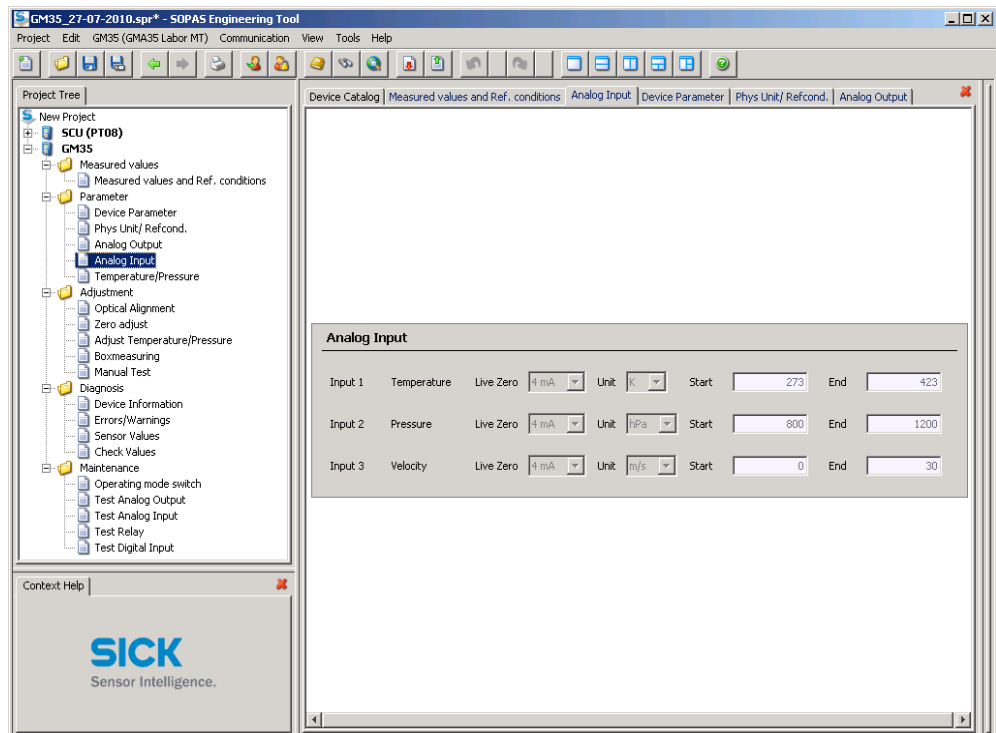 GM35_27-07-2010.spr* - SOPAS Engineering Tool
Project Edit GM35 (GMA35 Labor MT) Communication View Tools Help
Project Tree
New Project
SCU (PT08)
GM35
Measured values
Measured values and Ref. conditions
Parameter
Device Parameter
Phys Unit/ Refcond.
Analog Output
Analog Input
Temperature/Pressure
Adjustment
Optical Alignment
Zero adjust
Adjust Temperature/Pressure
Boxmeasuring
Manual Test
Diagnosis
Device Information
Errors/Warnings
Sensor Values
Check Values
Maintenance
Operating mode switch
Test Analog Output
Test Analog Input
Test Relay
Test Digital Input
Context Help
SICK
Sensor Intelligence.
Device Catalog Measured values and Ref. conditions Analog Input Device Parameter Phys Unit/ Refcond. Analog Output
Analog Input
Input 1 Temperature Live Zero 4 mA Unit K Start 273 End 423
Input 2 Pressure Live Zero 4 mA Unit hPa Start 800 End 1200
Input 3 Velocity Live Zero 4 mA Unit m/s Start 0 End 30